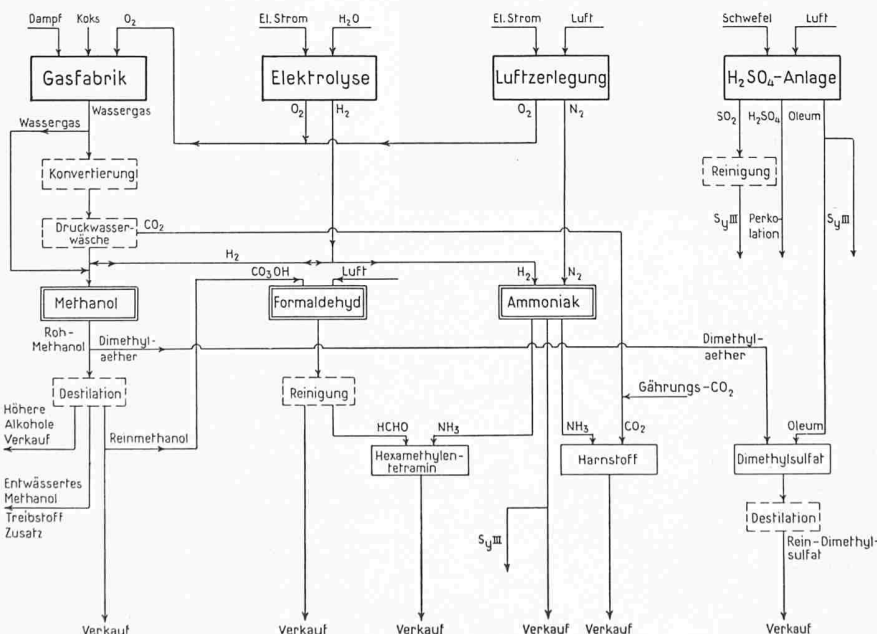 Dampf Koks O₂ El. Strom H₂O El. Strom Luft Schwefel Luft
Gasfabrik Elektrolyse Luftzerlegung H₂SO₄-Anlage
Wassergas O₂ H₂ O₂ N₂ SO₂ H₂SO₄ Oleum
Wassergas
Konvertierung Reinigung
Druckwasser-
wäsche
CO₂ SyIII Perko-
lation
SyIII
H₂
CO₃OH Luft H₂ N₂
Methanol Formaldehyd Ammoniak
Roh-
Methanol
Dimethyl-
aether
Dimethyl-
aether
Destilation Reinigung Gährungs-CO₂
Höhere
Alkohole
Verkauf
Reinmethanol HCHO NH₃ NH₃ CO₂ Oleum
Hexamethylen-
tetramin
Harnstoff Dimethylsulfat
Entwässertes
Methanol
Treibstoff
Zusatz
Destilation
SyIII
Rein-Dimethyl-
sulfat
Verkauf Verkauf Verkauf Verkauf Verkauf Verkauf